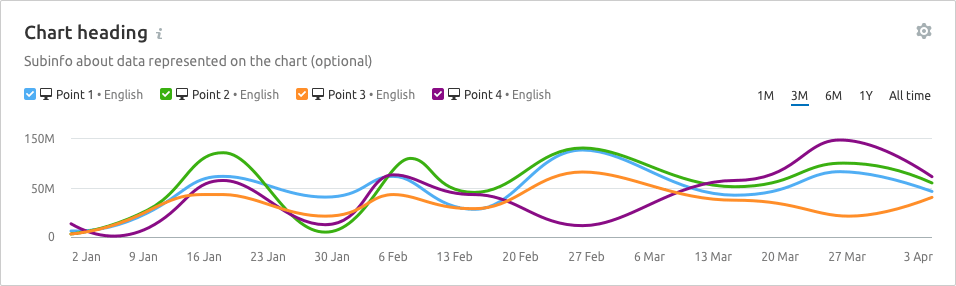 Chart heading i
Subinfo about data represented on the chart (optional)
Point 1 • English Point 2 • English Point 3 • English Point 4 • English 1M 3M 6M 1Y All time
150M
50M
0
2 Jan 9 Jan 16 Jan 23 Jan 30 Jan 6 Feb 13 Feb 20 Feb 27 Feb 6 Mar 13 Mar 20 Mar 27 Mar 3 Apr